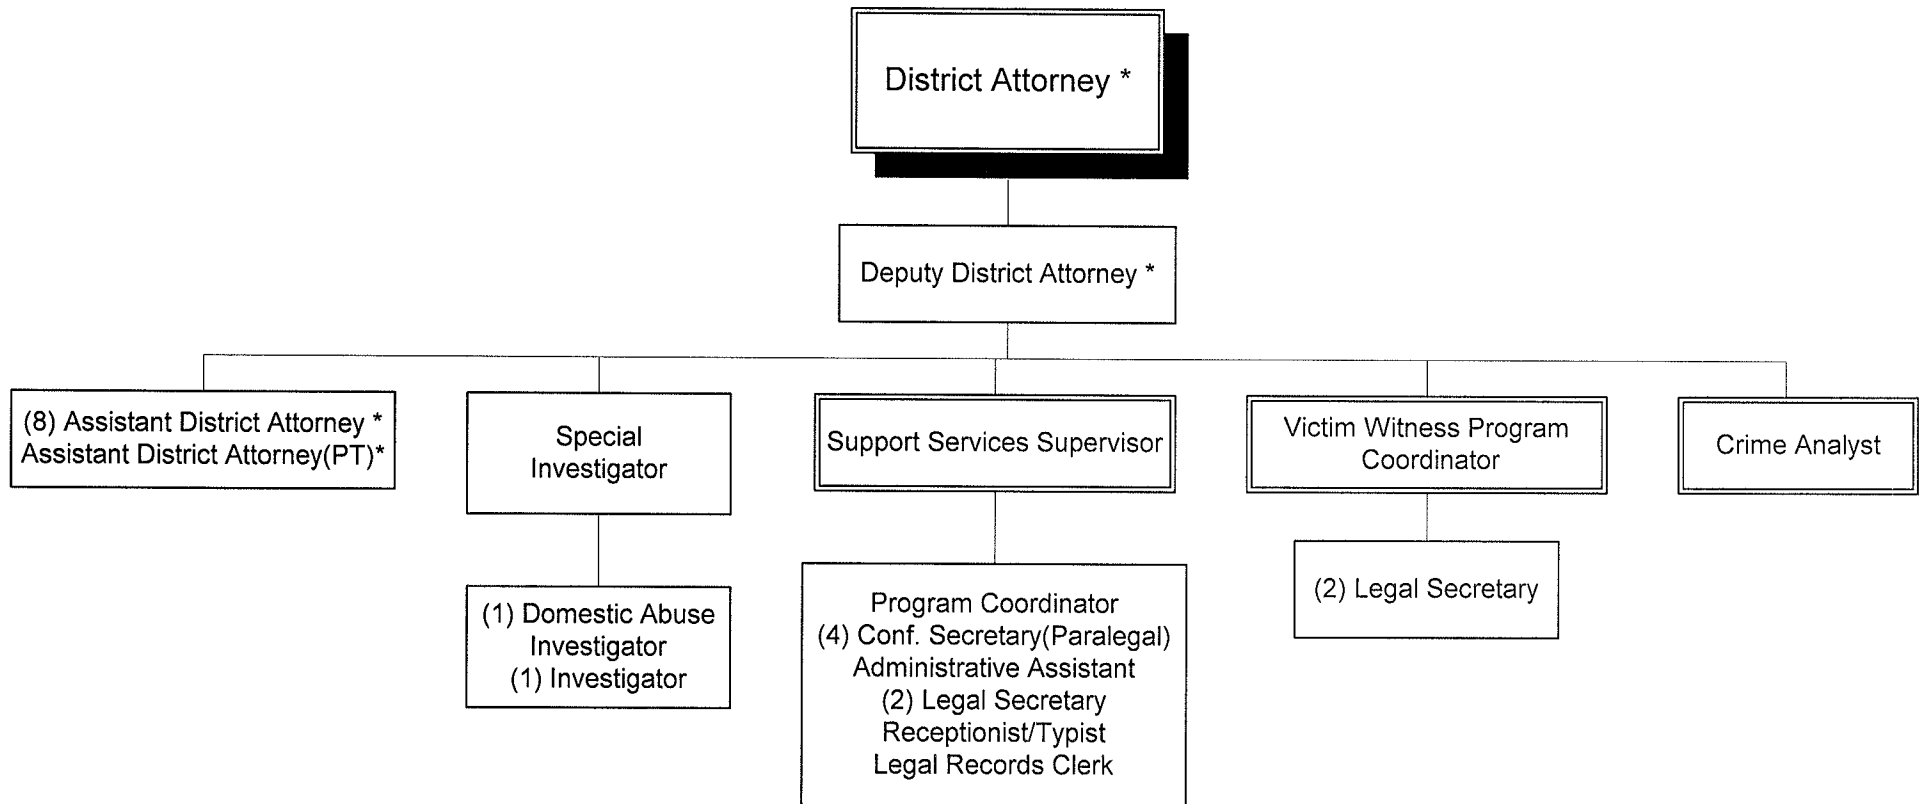 District Attorney *
Deputy District Attorney *
(8) Assistant District Attorney *
Assistant District Attorney(PT)*
Special
Investigator
Support Services Supervisor
Victim Witness Program
Coordinator
Crime Analyst
(1) Domestic Abuse
Investigator
(1) Investigator
Program Coordinator
(4) Conf. Secretary(Paralegal)
Administrative Assistant
(2) Legal Secretary
Receptionist/Typist
Legal Records Clerk
(2) Legal Secretary